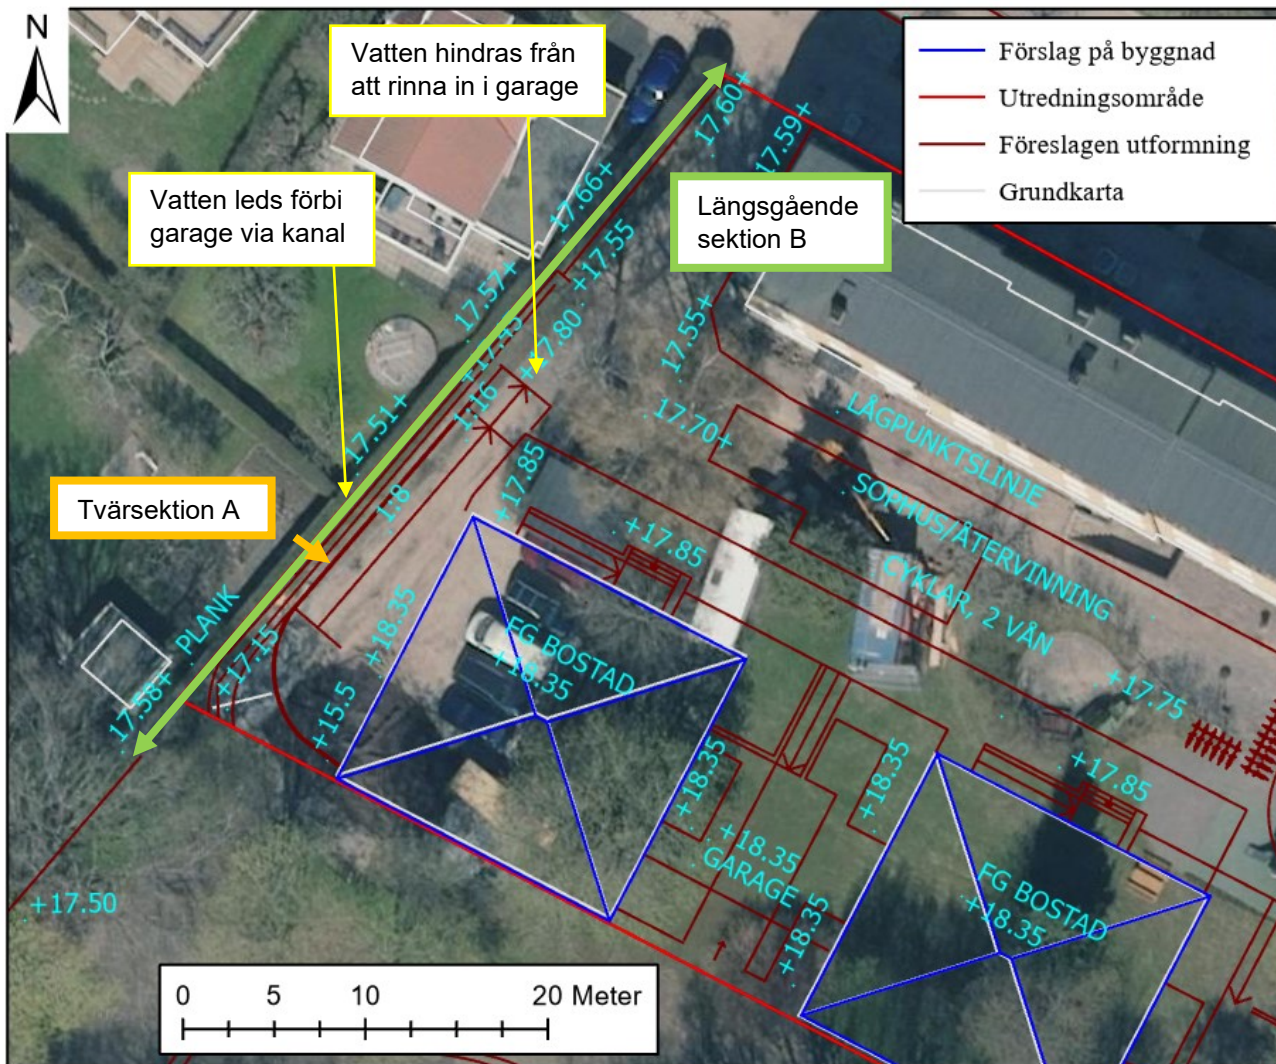 N
Vatten hindras från
att rinna in i garage
Förslag på byggnad
Utredningsområde
Föreslagen utformning
Grundkarta
Vatten leds förbi
garage via kanal
Längsgående
sektion B
17.60+
17.59+
17.66+
+17.55
17.57+
+17.45
+17.80
17.55+
1:16
17.51+
17.70+
LÅGPUNKTSLINJE
Tvärsektion A
1:8
+17.85
+17.85
SOPHUS/ÅTERVINNING
CYKLAR, 2 VÅN
PLANK
+17.15
+18.35
FG BOSTAD
+18.35
17.58+
+15.5
+17.75
+18.35
+18.35
+17.85
+18.35
GARAGE
+18.35
FG BOSTAD
+18.35
+17.50
0 5 10 20 Meter